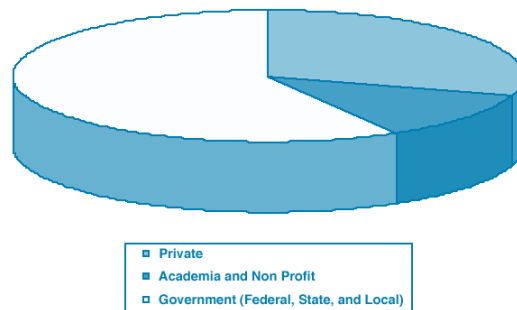 Private
Academia and Non Profit
Government (Federal, State, and Local)